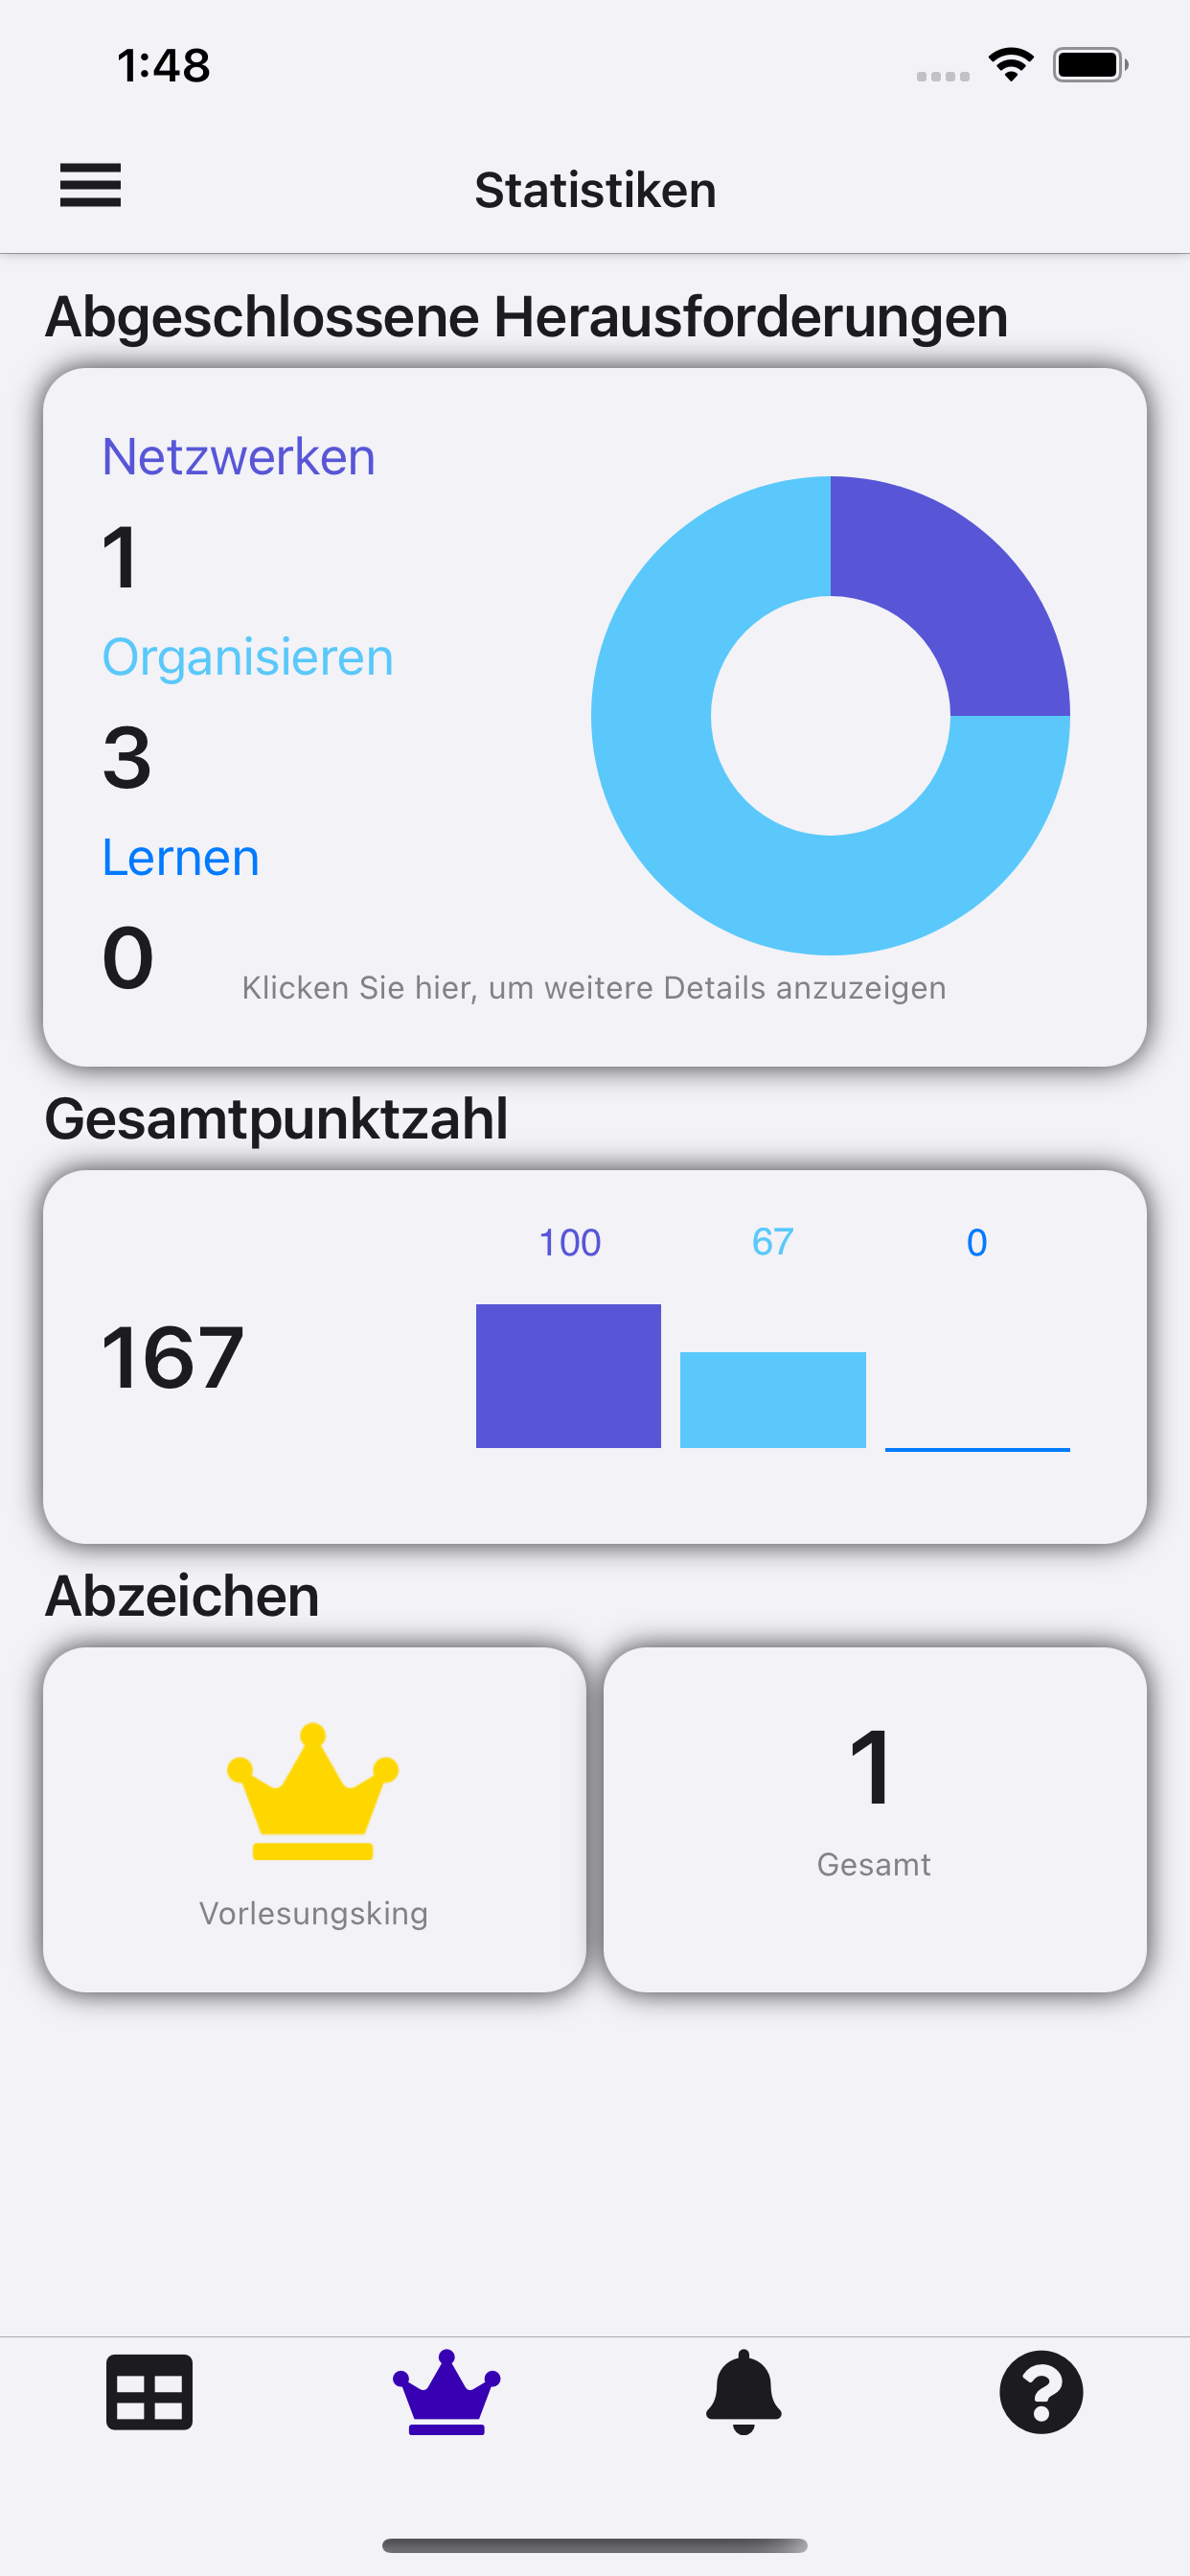 1:48
Statistiken
Abgeschlossene Herausforderungen
Netzwerken
1
Organisieren
3
Lernen
0
Klicken Sie hier, um weitere Details anzuzeigen
Gesamtpunktzahl
100 67 0
167
Abzeichen
Vorlesungsking
1
Gesamt